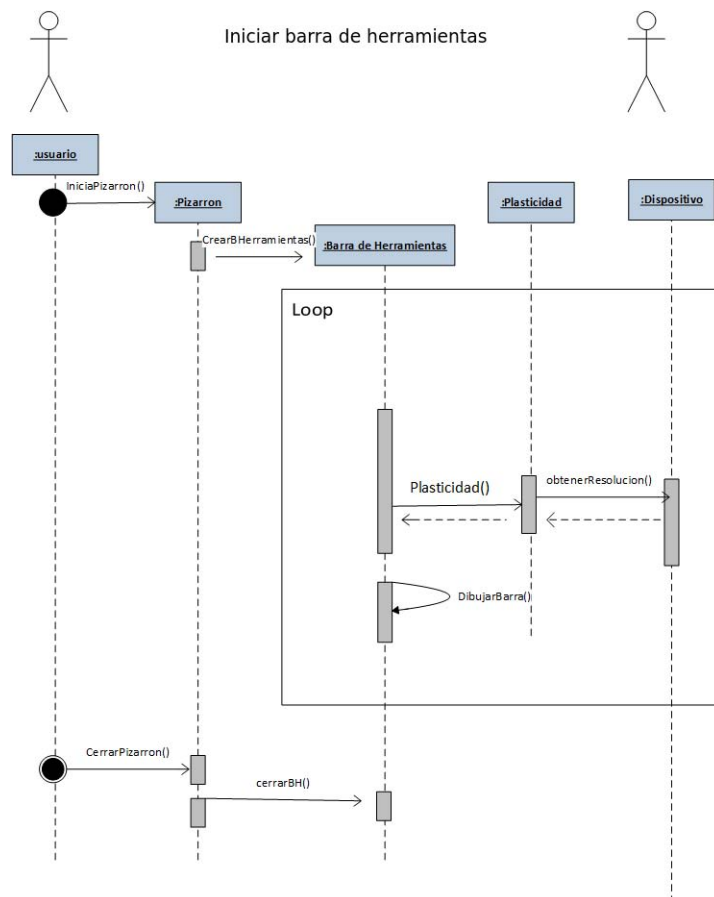 Iniciar barra de herramientas
:usuario
IniciaPizarron()
:Pizarron
:Plasticidad
:Dispositivo
CrearBHerramientas()
:Barra de Herramientas
Loop
Plasticidad()
obtenerResolucion()
DibujarBarra()
CerrarPizarron()
cerrarBH()